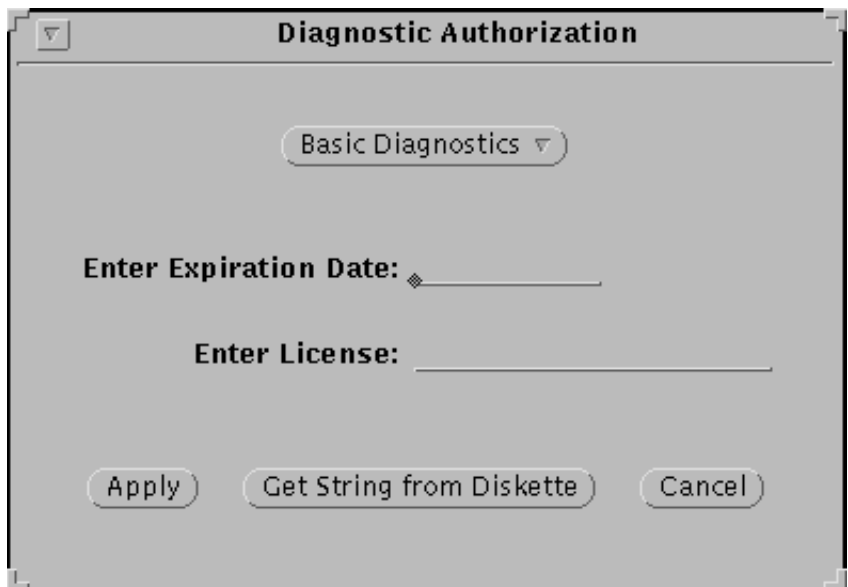 Diagnostic Authorization
Basic Diagnostics
Enter Expiration Date:
Enter License:
Apply Get String from Diskette Cancel